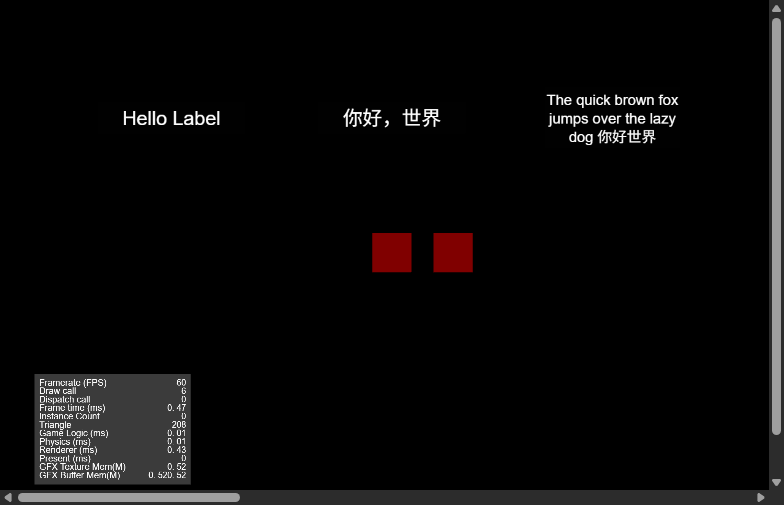 Hello Label
你好，世界
The quick brown fox
jumps over the lazy
dog 你好世界
Framerate (FPS) 60
Draw call 6
Dispatch call 0
Frame time (ms) 0.47
Instance Count 0
Triangle 208
Game Logic (ms) 0.01
Physics (ms) 0.01
Renderer (ms) 0.43
Present (ms) 0
GFX Texture Mem(M) 0.52
GFX Buffer Mem(M) 0.520.52